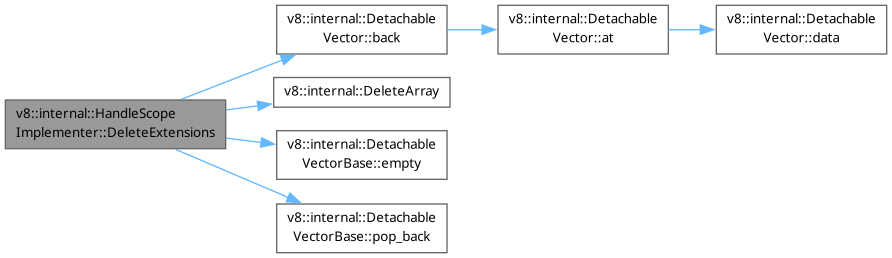 v8::internal::HandleScope
Implementer::DeleteExtensions
v8::internal::Detachable
Vector::back
v8::internal::Detachable
Vector::at
v8::internal::Detachable
Vector::data
v8::internal::DeleteArray
v8::internal::Detachable
VectorBase::empty
v8::internal::Detachable
VectorBase::pop_back